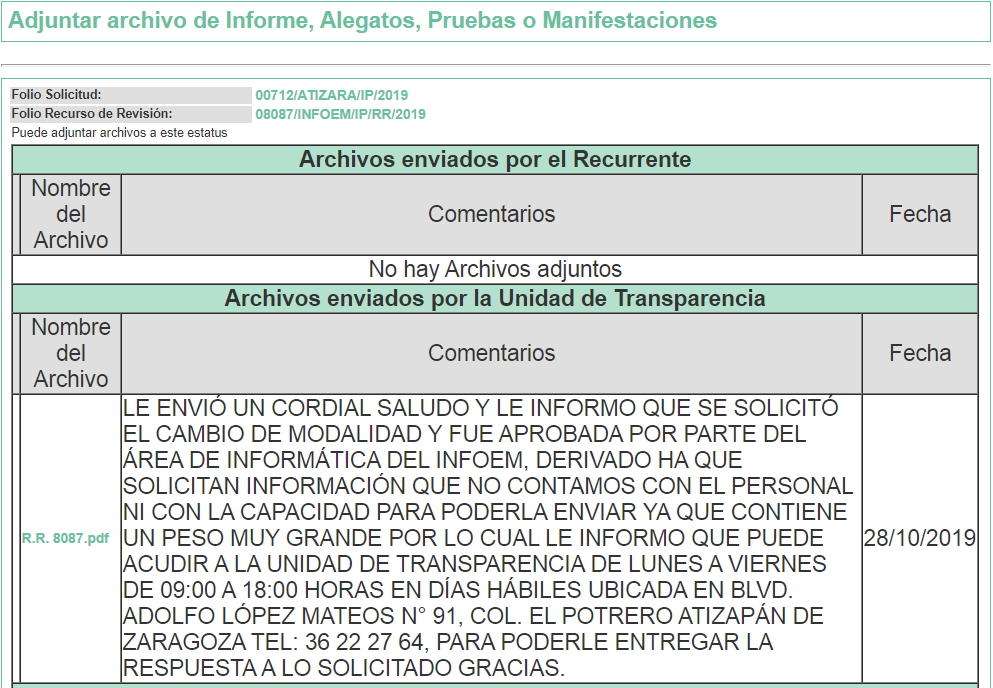 Adjuntar archivo de Informe, Alegatos, Pruebas o Manifestaciones
Folio Solicitud: 00712/ATIZARA/IP/2019
Folio Recurso de Revisión: 08087/INFOEM/IP/RR/2019
Puede adjuntar archivos a este estatus
Archivos enviados por el Recurrente
Nombre
del
Archivo
Comentarios
Fecha
No hay Archivos adjuntos
Archivos enviados por la Unidad de Transparencia
Nombre
del
Archivo
Comentarios
Fecha
R.R. 8087.pdf
LE ENVIÓ UN CORDIAL SALUDO Y LE INFORMO QUE SE SOLICITÓ
EL CAMBIO DE MODALIDAD Y FUE APROBADA POR PARTE DEL
ÁREA DE INFORMÁTICA DEL INFOEM, DERIVADO HA QUE
SOLICITAN INFORMACIÓN QUE NO CONTAMOS CON EL PERSONAL
NI CON LA CAPACIDAD PARA PODERLA ENVIAR YA QUE CONTIENE
UN PESO MUY GRANDE POR LO CUAL LE INFORMO QUE PUEDE
ACUDIR A LA UNIDAD DE TRANSPARENCIA DE LUNES A VIERNES
DE 09:00 A 18:00 HORAS EN DÍAS HÁBILES UBICADA EN BLVD.
ADOLFO LÓPEZ MATEOS N° 91, COL. EL POTRERO ATIZAPÁN DE
ZARAGOZA TEL: 36 22 27 64, PARA PODERLE ENTREGAR LA
RESPUESTA A LO SOLICITADO GRACIAS.
28/10/2019